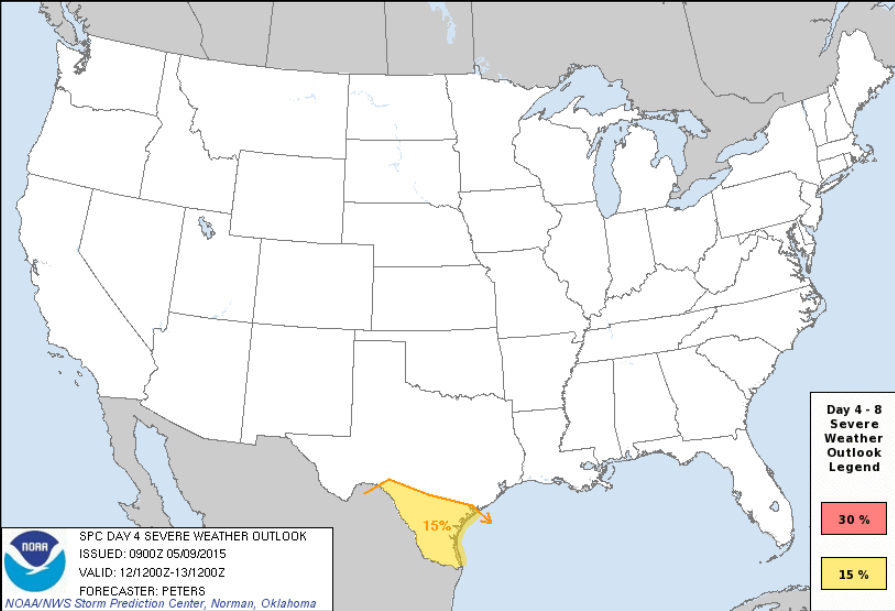 15%
Day 4 - 8
Severe
Weather
Outlook
Legend
30 %
15 %
NOAA
SPC DAY 4 SEVERE WEATHER OUTLOOK
ISSUED: 0900Z 05/09/2015
VALID: 12/1200Z-13/1200Z
FORECASTER: PETERS
NOAA/NWS Storm Prediction Center, Norman, Oklahoma